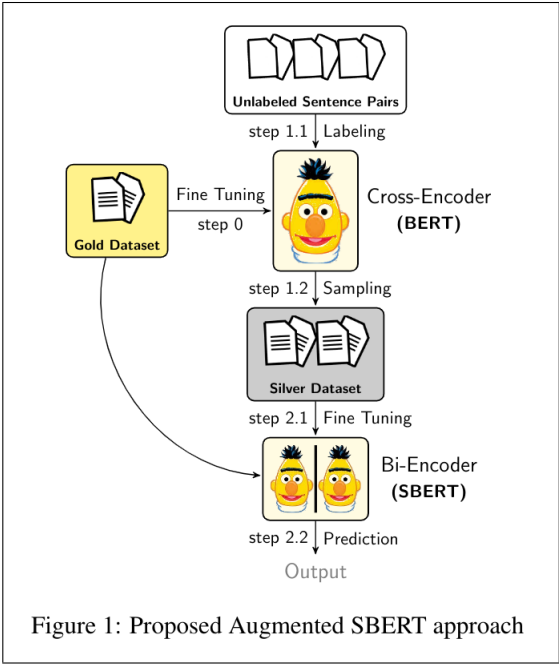 Unlabeled Sentence Pairs
step 1.1 Labeling
Fine Tuning
step 0
Gold Dataset
Cross-Encoder
(BERT)
step 1.2 Sampling
Silver Dataset
step 2.1 Fine Tuning
Bi-Encoder
(SBERT)
step 2.2 Prediction
Output
Figure 1: Proposed Augmented SBERT approach